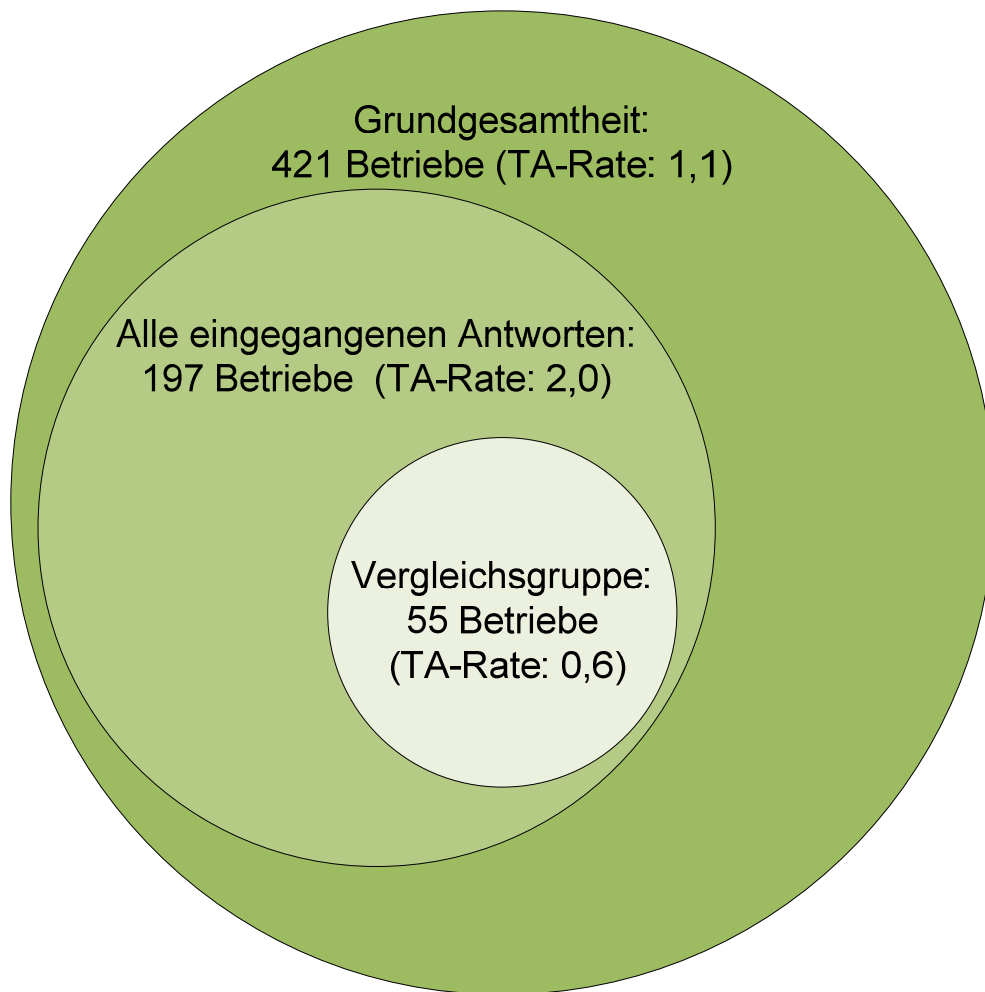 Grundgesamtheit:
421 Betriebe (TA-Rate: 1,1)
Alle eingegangenen Antworten:
197 Betriebe  (TA-Rate: 2,0)
Vergleichsgruppe:
55 Betriebe
(TA-Rate: 0,6)